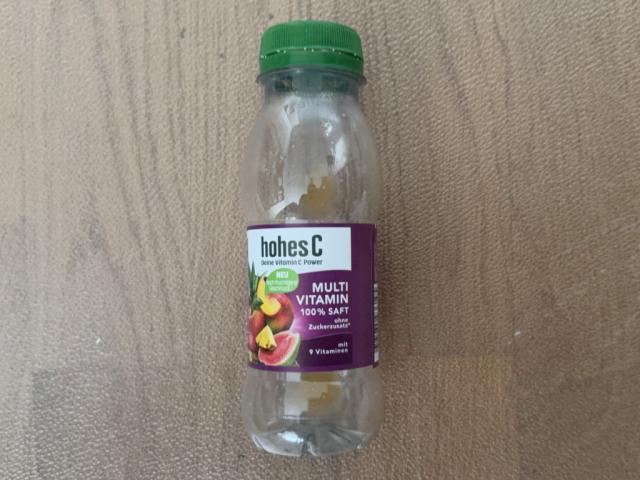 hohes C
Deine Vitamin C Power
NEU
MULTI
VITAMIN
100% SAFT
ohne
Zuckerzusatz*
mit
9 Vitaminen